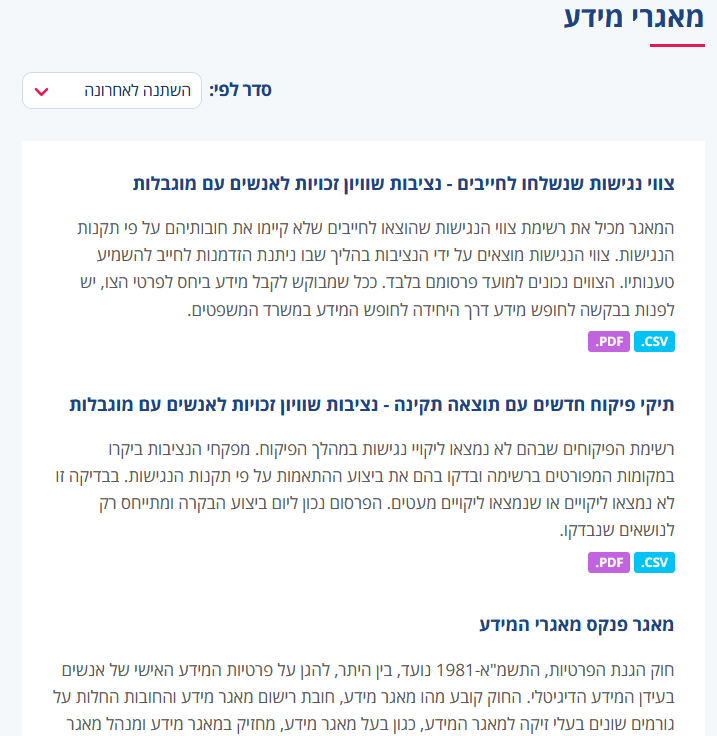 מאגרי מידע
סדר לפי: השתנה לאחרונה
צווי נגישות שנשלחו לחייבים - נציבות שוויון זכויות לאנשים עם מוגבלות
המאגר מכיל את רשימת צווי הנגישות שהוצאו לחייבים שלא קיימו את חובותיהם על פי תקנות
הנגישות. צווי הנגישות מוצאים על ידי הנציבות בהליך שבו ניתנת הזדמנות לחייב להשמיע
טענותיו. הצווים נכונים למועד פרסומם בלבד. ככל שמבוקש לקבל מידע ביחס לפרטי הצו, יש
לפנות בבקשה לחופש מידע דרך היחידה לחופש המידע במשרד המשפטים.
.CSV .PDF
תיקי פיקוח חדשים עם תוצאה תקינה - נציבות שוויון זכויות לאנשים עם מוגבלות
רשימת הפיקוחים שבהם לא נמצאו ליקויי נגישות במהלך הפיקוח. מפקחי הנציבות ביקרו
במקומות המפורטים ברשימה ובדקו בהם את ביצוע ההתאמות על פי תקנות הנגישות. בבדיקה זו
לא נמצאו ליקויים או שנמצאו ליקויים מעטים. הפרסום נכון ליום ביצוע הבקרה ומתייחס רק
לנושאים שנבדקו.
.CSV .PDF
מאגר פנקס מאגרי המידע
חוק הגנת הפרטיות, התשמ"א-1981 נועד, בין היתר, להגן על פרטיות המידע האישי של אנשים
בעידן המידע הדיגיטלי. החוק קובע מהו מאגר מידע, חובת רישום מאגר מידע והחובות החלות על
גורמים שונים בעלי זיקה למאגר המידע, כגון בעל מאגר מידע, מחזיק במאגר מידע ומנהל מאגר